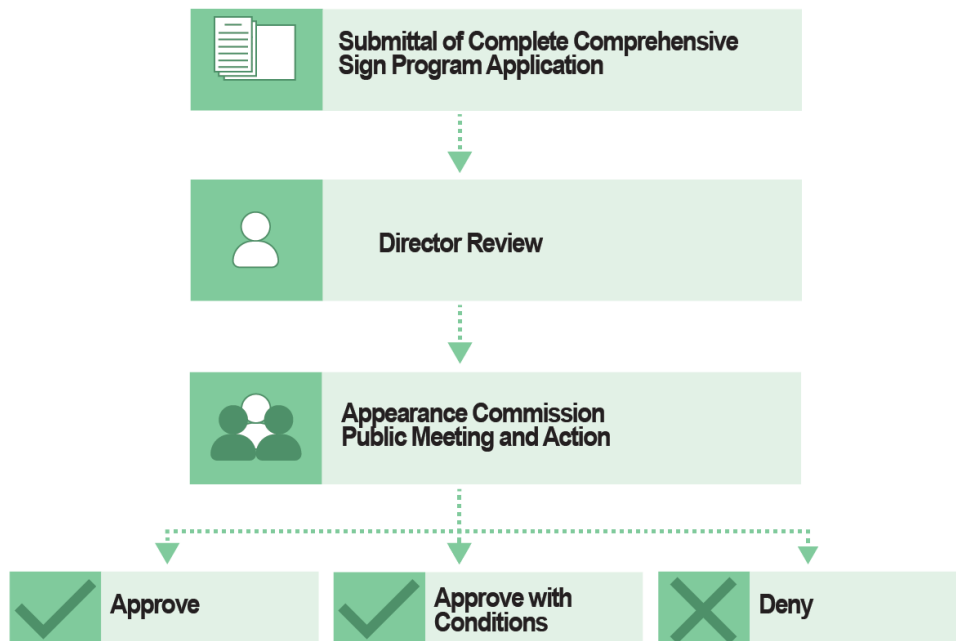 Submittal of Complete Comprehensive
Sign Program Application
Director Review
Appearance Commission
Public Meeting and Action
Approve
Approve with
Conditions
Deny